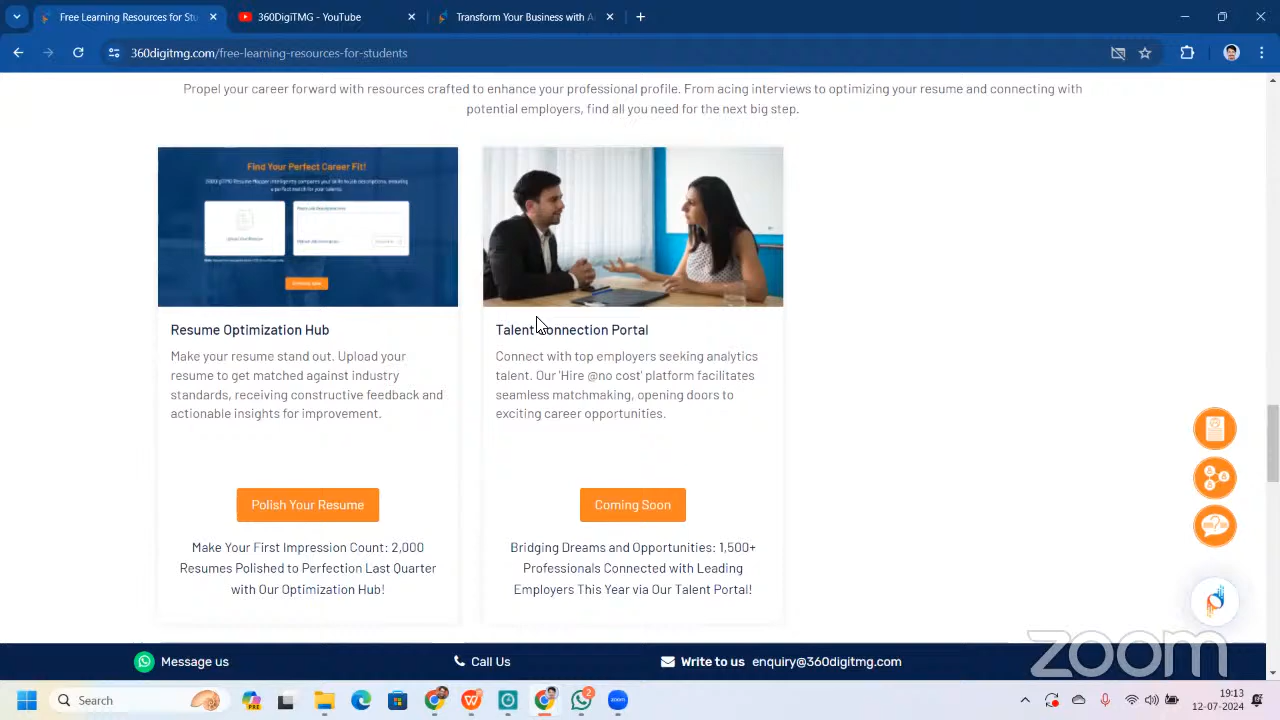 Free Learning Resources for Stu
360DigiTMG - YouTube
Transform Your Business with A
360digitmg.com/free-learning-resources-for-students
Propel your career forward with resources crafted to enhance your professional profile. From acing interviews to optimizing your resume and connecting with
potential employers, find all you need for the next big step.
Find Your Perfect Career Fit!
Resume Optimization Hub
Make your resume stand out. Upload your
resume to get matched against industry
standards, receiving constructive feedback and
actionable insights for improvement.
Polish Your Resume
Make Your First Impression Count: 2,000
Resumes Polished to Perfection Last Quarter
with Our Optimization Hub!
Talent Connection Portal
Connect with top employers seeking analytics
talent. Our 'Hire @no cost' platform facilitates
seamless matchmaking, opening doors to
exciting career opportunities.
Coming Soon
Bridging Dreams and Opportunities: 1,500+
Professionals Connected with Leading
Employers This Year via Our Talent Portal!
Message us
Call Us
Write to us enquiry@360digitmg.com
zoom
Search
19:13
12-07-2024